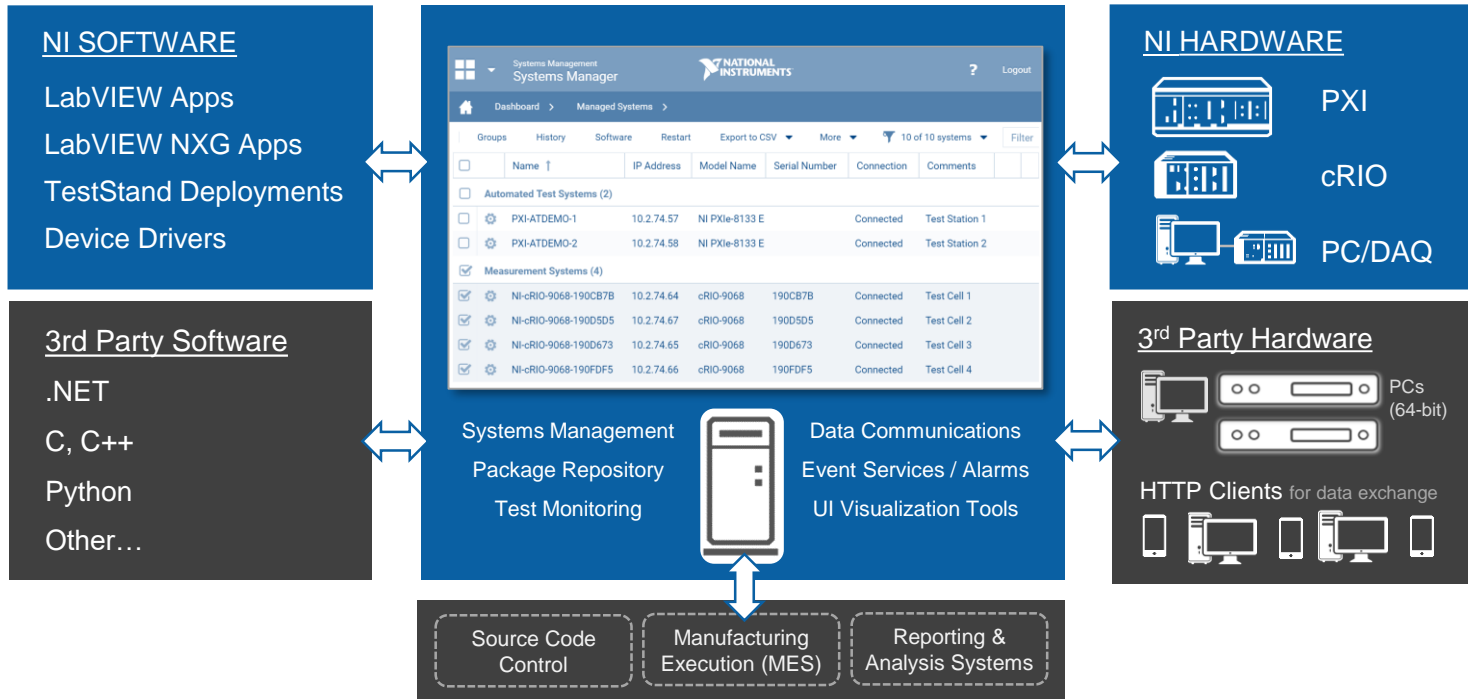 NI SOFTWARE
LabVIEW Apps
LabVIEW NXG Apps
TestStand Deployments
Device Drivers
3rd Party Software
.NET
C, C++
Python
Other…
Systems Management
Systems Manager
NATIONAL
INSTRUMENTS
? Logout
Dashboard > Managed Systems >
Groups History Software Restart Export to CSV More 10 of 10 systems Filter
Name ↑ IP Address Model Name Serial Number Connection Comments
Automated Test Systems (2)
PXI-ATDEMO-1 10.2.74.57 NI PXIe-8133 E Connected Test Station 1
PXI-ATDEMO-2 10.2.74.58 NI PXIe-8133 E Connected Test Station 2
Measurement Systems (4)
NI-cRIO-9068-190CB7B 10.2.74.64 cRIO-9068 190CB7B Connected Test Cell 1
NI-cRIO-9068-190D5D5 10.2.74.67 cRIO-9068 190D5D5 Connected Test Cell 2
NI-cRIO-9068-190D673 10.2.74.65 cRIO-9068 190D673 Connected Test Cell 3
NI-cRIO-9068-190FDF5 10.2.74.66 cRIO-9068 190FDF5 Connected Test Cell 4
Systems Management
Package Repository
Test Monitoring
Data Communications
Event Services / Alarms
UI Visualization Tools
NI HARDWARE
PXI
cRIO
PC/DAQ
3rd Party Hardware
PCs
(64-bit)
HTTP Clients for data exchange
Source Code
Control
Manufacturing
Execution (MES)
Reporting &
Analysis Systems